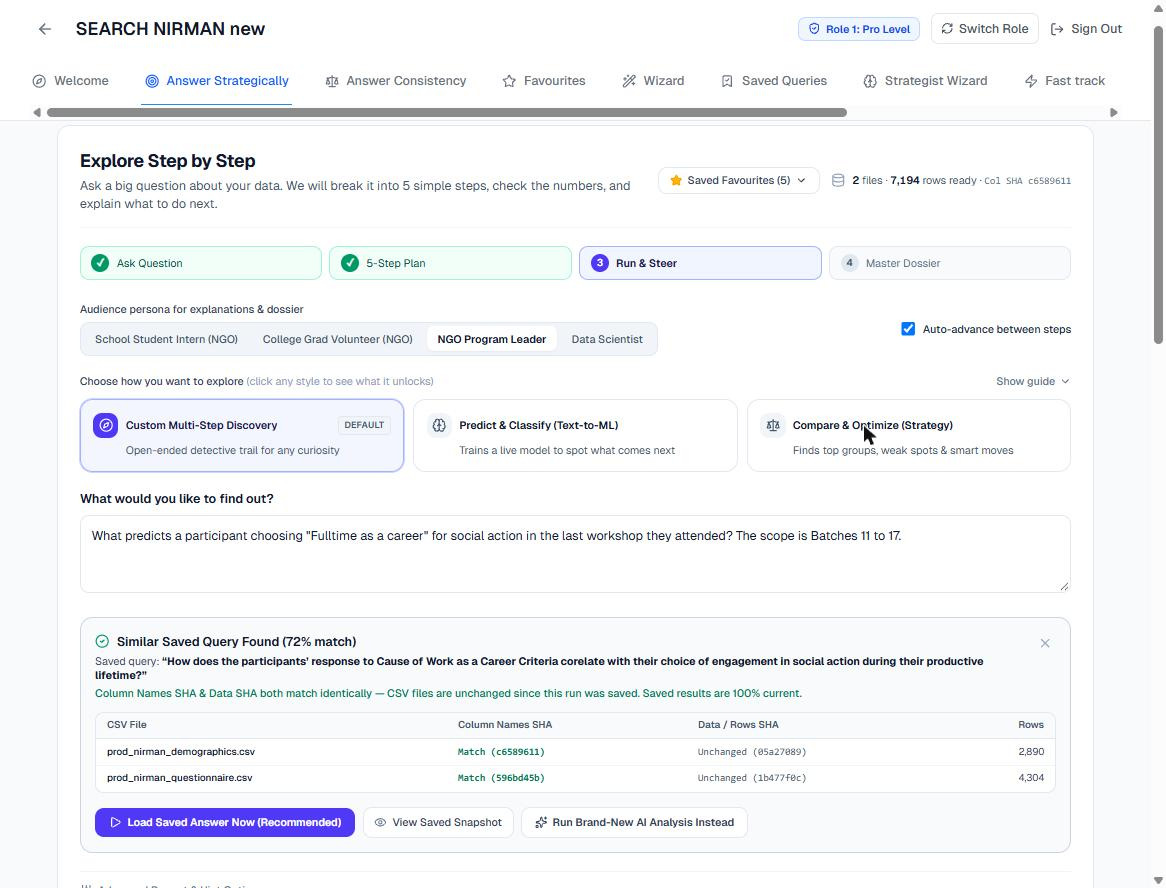 SEARCH NIRMAN new
Role 1: Pro Level
Switch Role
Sign Out
Welcome
Answer Strategically
Answer Consistency
Favourites
Wizard
Saved Queries
Strategist Wizard
Fast track
Explore Step by Step
Ask a big question about your data. We will break it into 5 simple steps, check the numbers, and
explain what to do next.
Saved Favourites (5)
2 files · 7,194 rows ready · Col SHA c6589611
Ask Question
5-Step Plan
3 Run & Steer
4 Master Dossier
Audience persona for explanations & dossier
School Student Intern (NGO)
College Grad Volunteer (NGO)
NGO Program Leader
Data Scientist
Auto-advance between steps
Choose how you want to explore (click any style to see what it unlocks)
Show guide
Custom Multi-Step Discovery
DEFAULT
Open-ended detective trail for any curiosity
Predict & Classify (Text-to-ML)
Trains a live model to spot what comes next
Compare & Optimize (Strategy)
Finds top groups, weak spots & smart moves
What would you like to find out?
What predicts a participant choosing "Fulltime as a career" for social action in the last workshop they attended? The scope is Batches 11 to 17.
Similar Saved Query Found (72% match)
Saved query: “How does the participants’ response to Cause of Work as a Career Criteria corelate with their choice of engagement in social action during their productive
lifetime?”
Column Names SHA & Data SHA both match identically — CSV files are unchanged since this run was saved. Saved results are 100% current.
CSV File Column Names SHA Data / Rows SHA Rows
prod_nirman_demographics.csv Match (c6589611) Unchanged (05a27089) 2,890
prod_nirman_questionnaire.csv Match (596bd45b) Unchanged (1b477f0c) 4,304
Load Saved Answer Now (Recommended)
View Saved Snapshot
Run Brand-New AI Analysis Instead